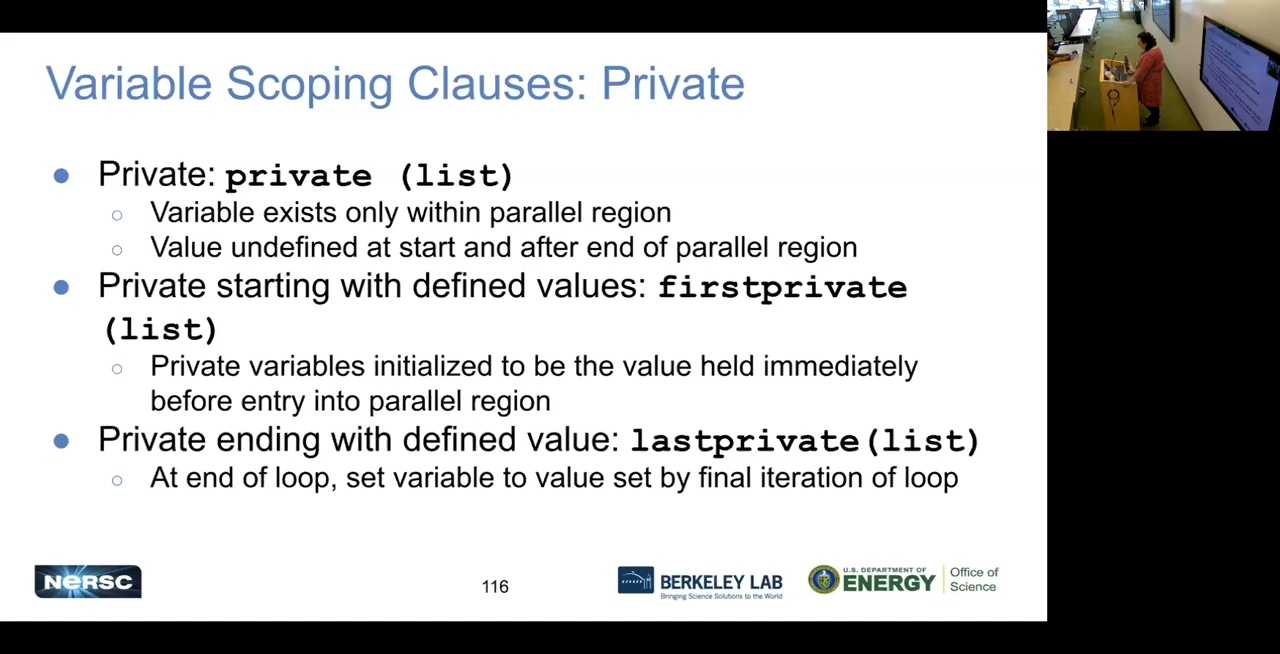 Variable Scoping Clauses: Private
● Private: private (list)
○ Variable exists only within parallel region
○ Value undefined at start and after end of parallel region
● Private starting with defined values: firstprivate
(list)
○ Private variables initialized to be the value held immediately
before entry into parallel region
● Private ending with defined value: lastprivate(list)
○ At end of loop, set variable to value set by final iteration of loop
NERSC
116
BERKELEY LAB
Bringing Science Solutions to the World
U.S. DEPARTMENT OF
ENERGY
Office of
Science